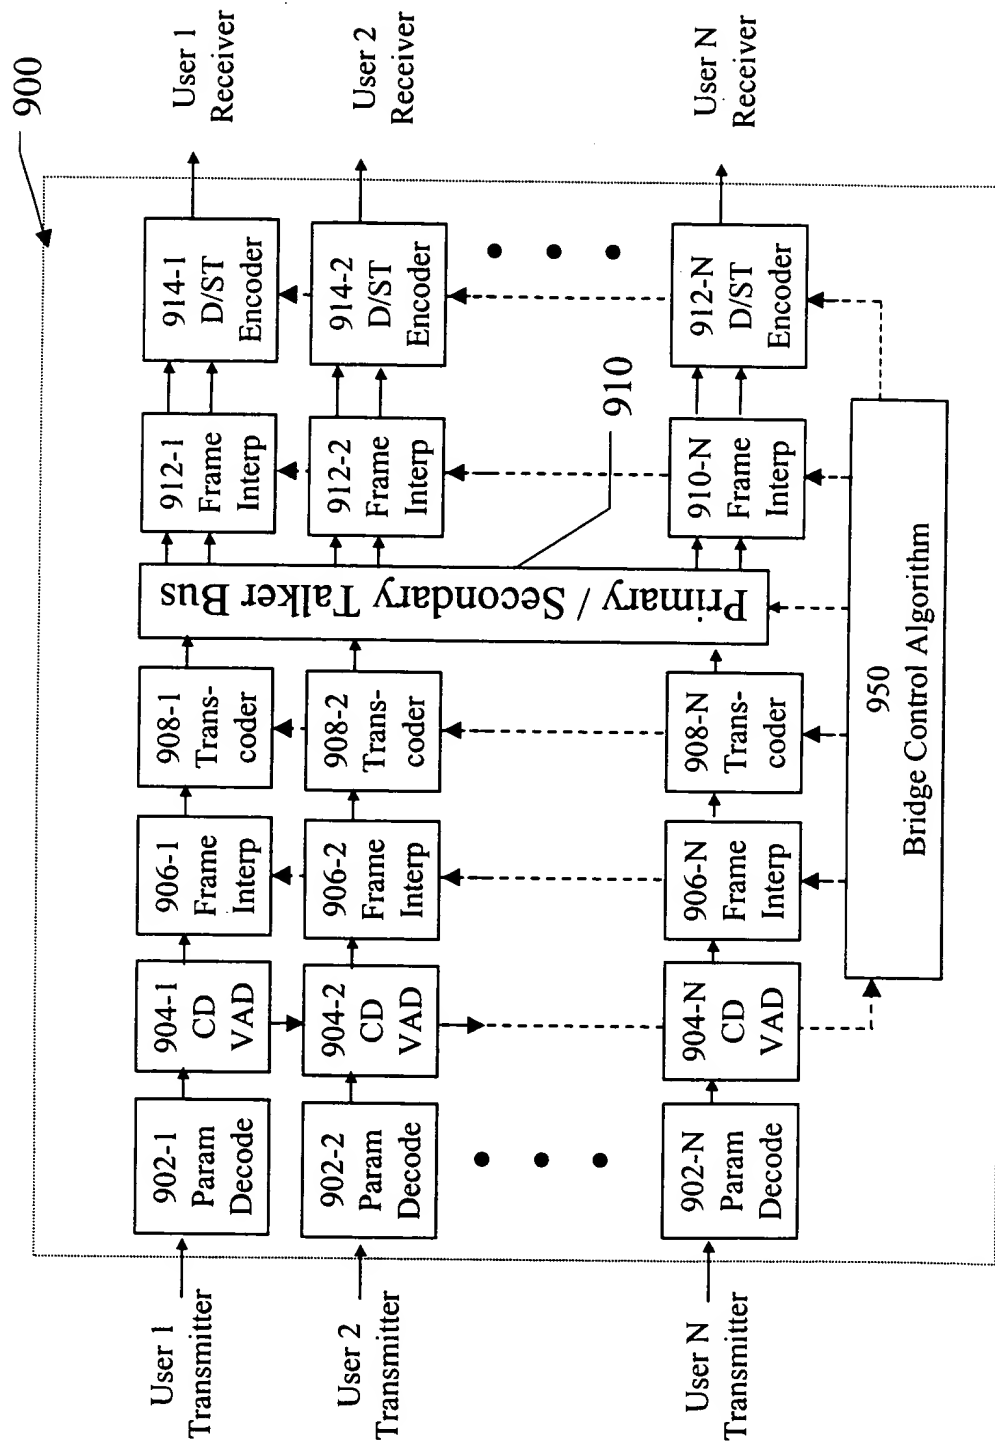 900
User 1
Transmitter
902-1
Param
Decode
904-1
CD
VAD
906-1
Frame
Interp
908-1
Trans-
coder
912-1
Frame
Interp
914-1
D/ST
Encoder
User 1
Receiver
User 2
Transmitter
902-2
Param
Decode
904-2
CD
VAD
906-2
Frame
Interp
908-2
Trans-
coder
Primary / Secondary Talker Bus
912-2
Frame
Interp
914-2
D/ST
Encoder
User 2
Receiver
910
User N
Transmitter
902-N
Param
Decode
904-N
CD
VAD
906-N
Frame
Interp
908-N
Trans-
coder
910-N
Frame
Interp
912-N
D/ST
Encoder
User N
Receiver
950
Bridge Control Algorithm